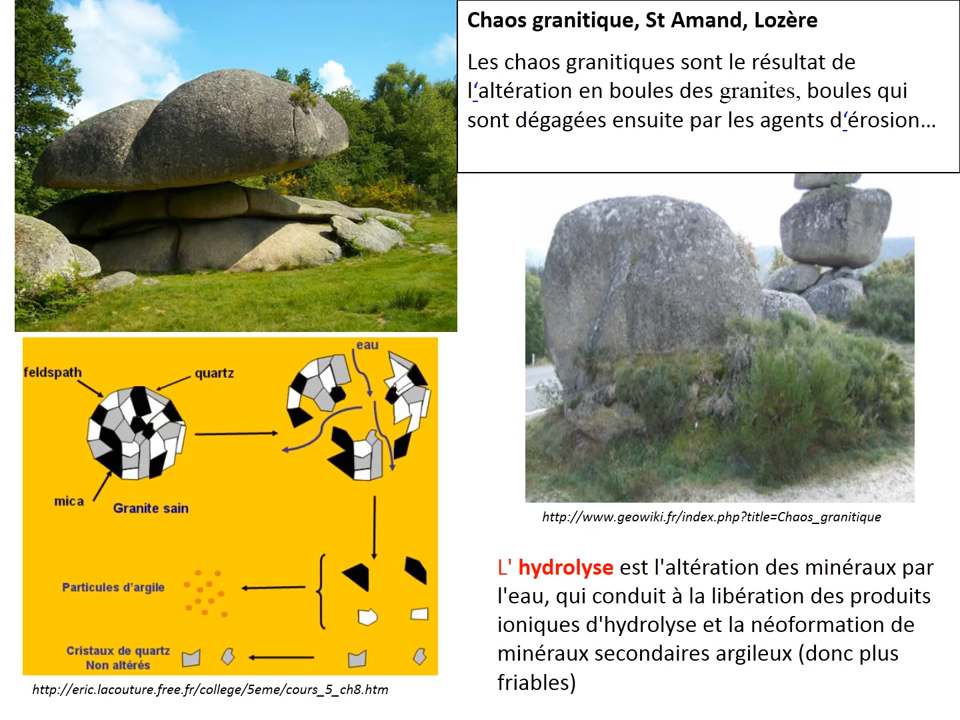 Chaos granitique, St Amand, Lozère
Les chaos granitiques sont le résultat de
l‘altération en boules des granites, boules qui
sont dégagées ensuite par les agents d‘érosion...
feldspath
quartz
mica
Granite sain
eau
Particules d’argile
Cristaux de quartz
Non altérés
http://eric.lacouture.free.fr/college/5eme/cours_5_ch8.htm
http://www.geowiki.fr/index.php?title=Chaos_granitique
L' hydrolyse est l'altération des minéraux par
l'eau, qui conduit à la libération des produits
ioniques d'hydrolyse et la néoformation de
minéraux secondaires argileux (donc plus
friables)